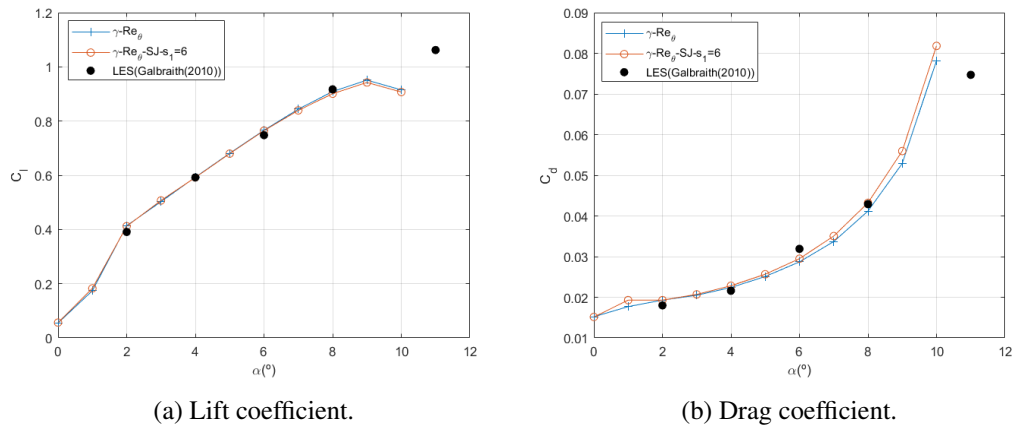 1.2
1
0.8
0.6
0.4
0.2
0
0
2
4
6
8
10
12
C_l
α(º)
γ-Re_θ
γ-Re_θ-SJ-s_1=6
LES(Galbraith(2010))
(a) Lift coefficient.
0.09
0.08
0.07
0.06
0.05
0.04
0.03
0.02
0.01
0
2
4
6
8
10
12
C_d
α(º)
γ-Re_θ
γ-Re_θ-SJ-s_1=6
LES(Galbraith(2010))
(b) Drag coefficient.